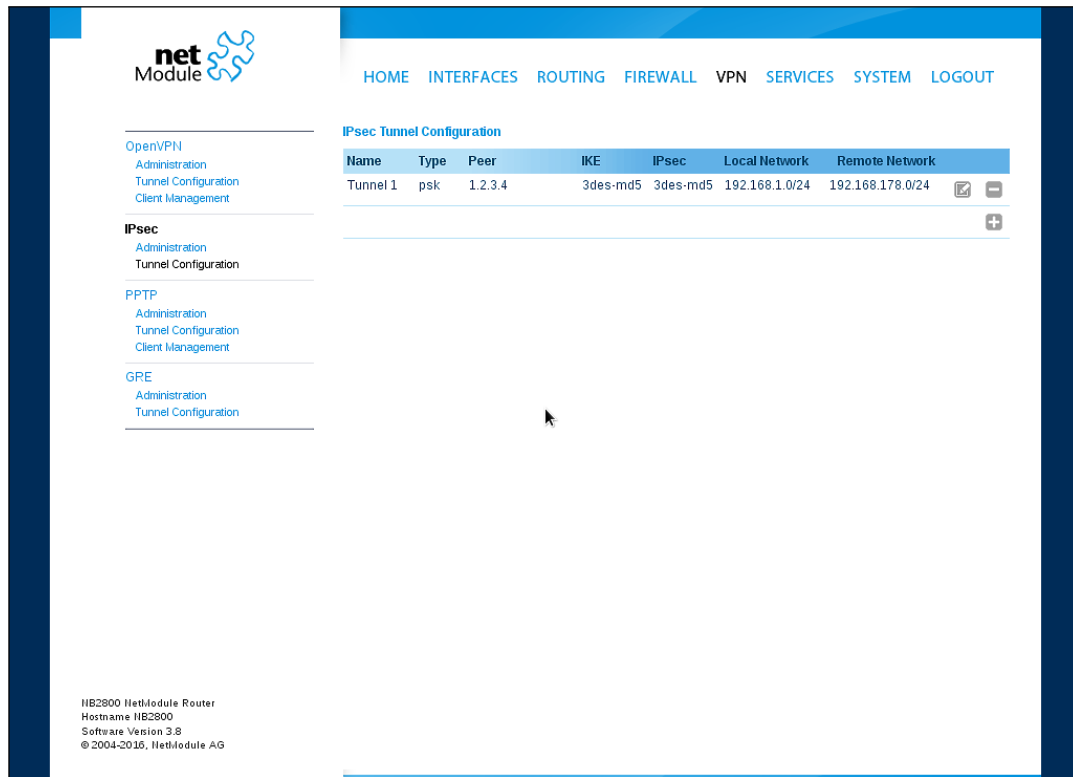 net
Module
HOME INTERFACES ROUTING FIREWALL VPN SERVICES SYSTEM LOGOUT
OpenVPN
Administration
Tunnel Configuration
Client Management
IPsec
Administration
Tunnel Configuration
PPTP
Administration
Tunnel Configuration
Client Management
GRE
Administration
Tunnel Configuration
IPsec Tunnel Configuration
Name Type Peer IKE IPsec Local Network Remote Network
Tunnel 1 psk 1.2.3.4 3des-md5 3des-md5 192.168.1.0/24 192.168.178.0/24
NB2800 NetModule Router
Hostname NB2800
Software Version 3.8
© 2004-2016, NetModule AG